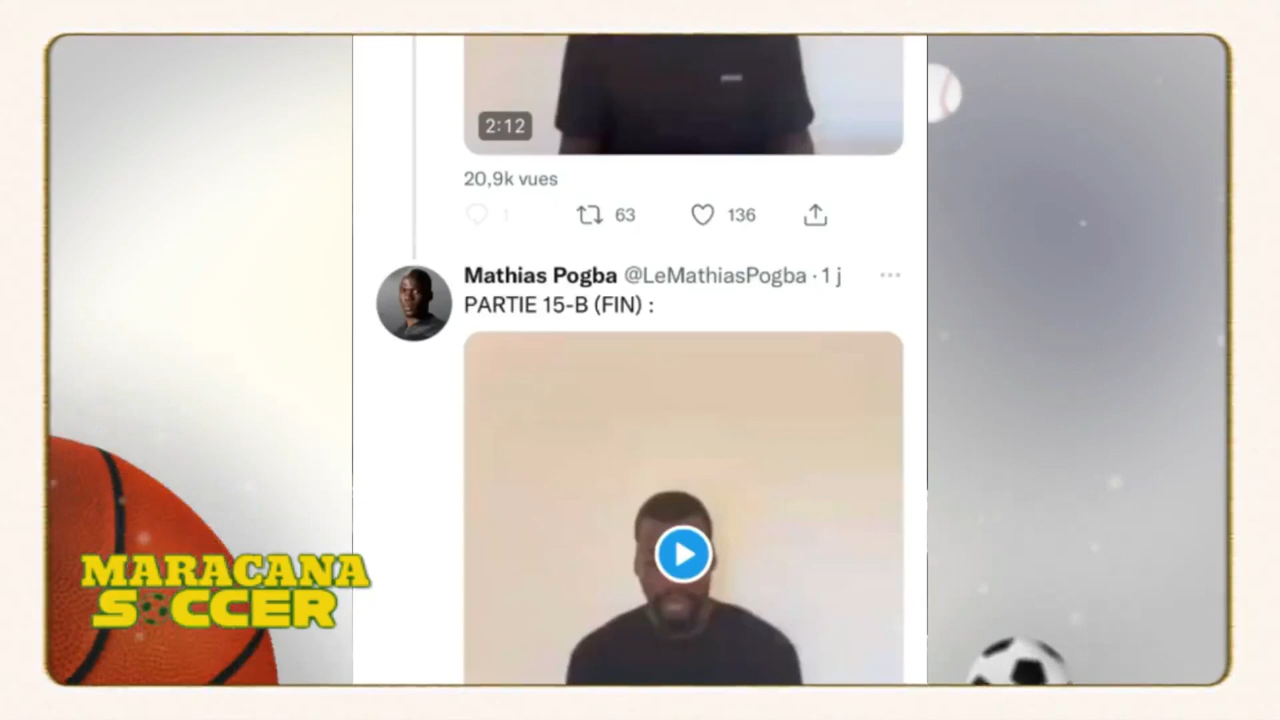 2:12
20,9k vues
1
63
136
Mathias Pogba @LeMathiasPogba · 1 j
PARTIE 15-B (FIN) :
MARACANA
SOCCER